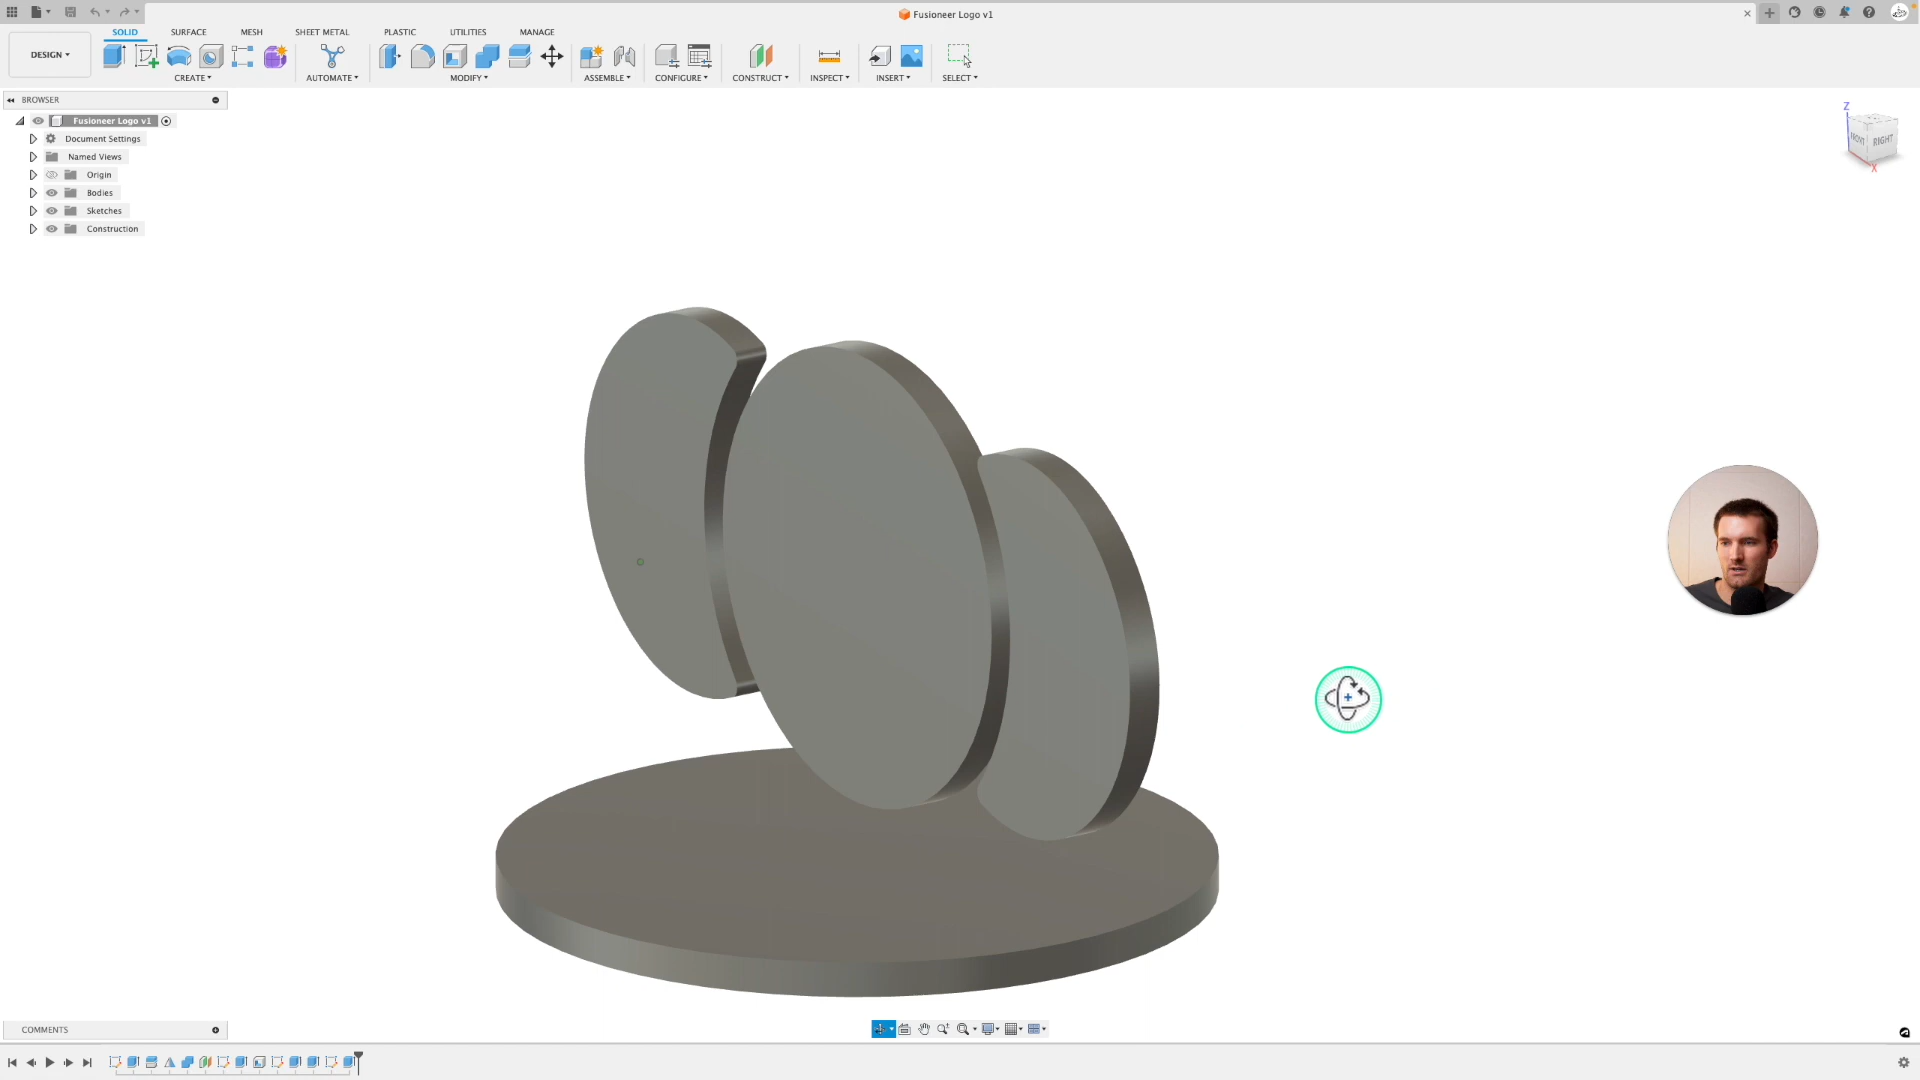 Fusioneer Logo v1
SOLID SURFACE MESH SHEET METAL PLASTIC UTILITIES MANAGE
DESIGN
CREATE AUTOMATE MODIFY ASSEMBLE CONFIGURE CONSTRUCT INSPECT INSERT SELECT
BROWSER
Fusioneer Logo v1
Document Settings
Named Views
Origin
Bodies
Sketches
Construction
Z
FRONT RIGHT
X
COMMENTS